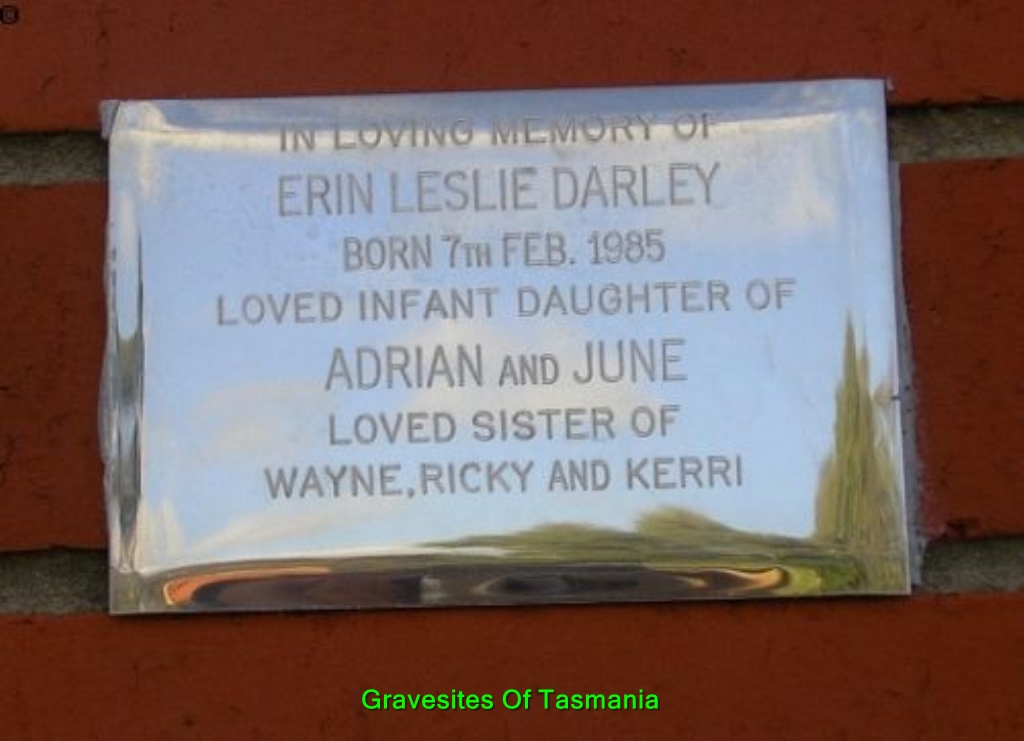 IN LOVING MEMORY OF
ERIN LESLIE DARLEY
BORN 7TH FEB. 1985
LOVED INFANT DAUGHTER OF
ADRIAN AND JUNE
LOVED SISTER OF
WAYNE, RICKY AND KERRI
Gravesites Of Tasmania